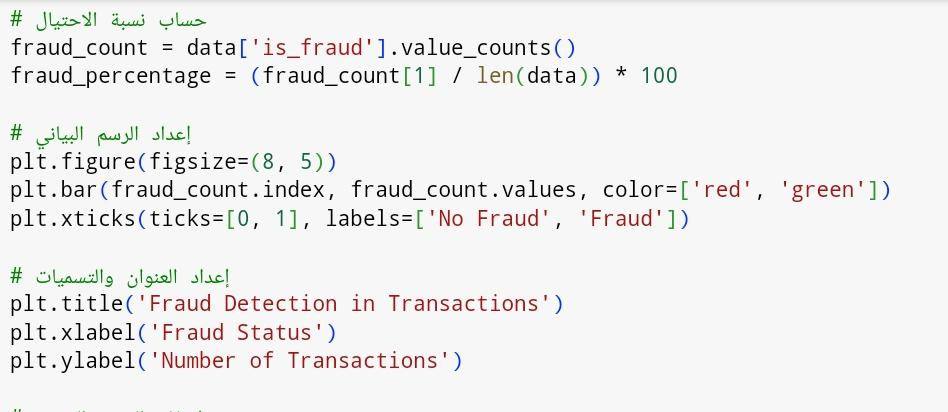 # حساب نسبة الاحتيال
fraud_count = data['is_fraud'].value_counts()
fraud_percentage = (fraud_count[1] / len(data)) * 100
# إعداد الرسم البياني
plt.figure(figsize=(8, 5))
plt.bar(fraud_count.index, fraud_count.values, color=['red', 'green'])
plt.xticks(ticks=[0, 1], labels=['No Fraud', 'Fraud'])
# إعداد العنوان والتسميات
plt.title('Fraud Detection in Transactions')
plt.xlabel('Fraud Status')
plt.ylabel('Number of Transactions')